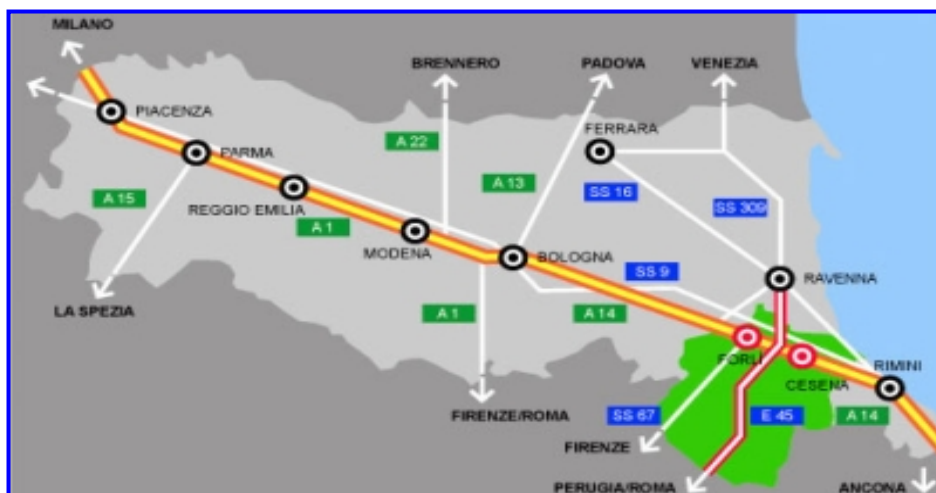 MILANO
BRENNERO
PADOVA
VENEZIA
PIACENZA
FERRARA
A 22
PARMA
A 13
A 15
SS 16
REGGIO EMILIA
SS 309
A 1
MODENA
BOLOGNA
SS 9
RAVENNA
LA SPEZIA
A 1
A 14
FORLÌ
RIMINI
CESENA
FIRENZE/ROMA
SS 67
E 45
A 14
FIRENZE
PERUGIA/ROMA
ANCONA